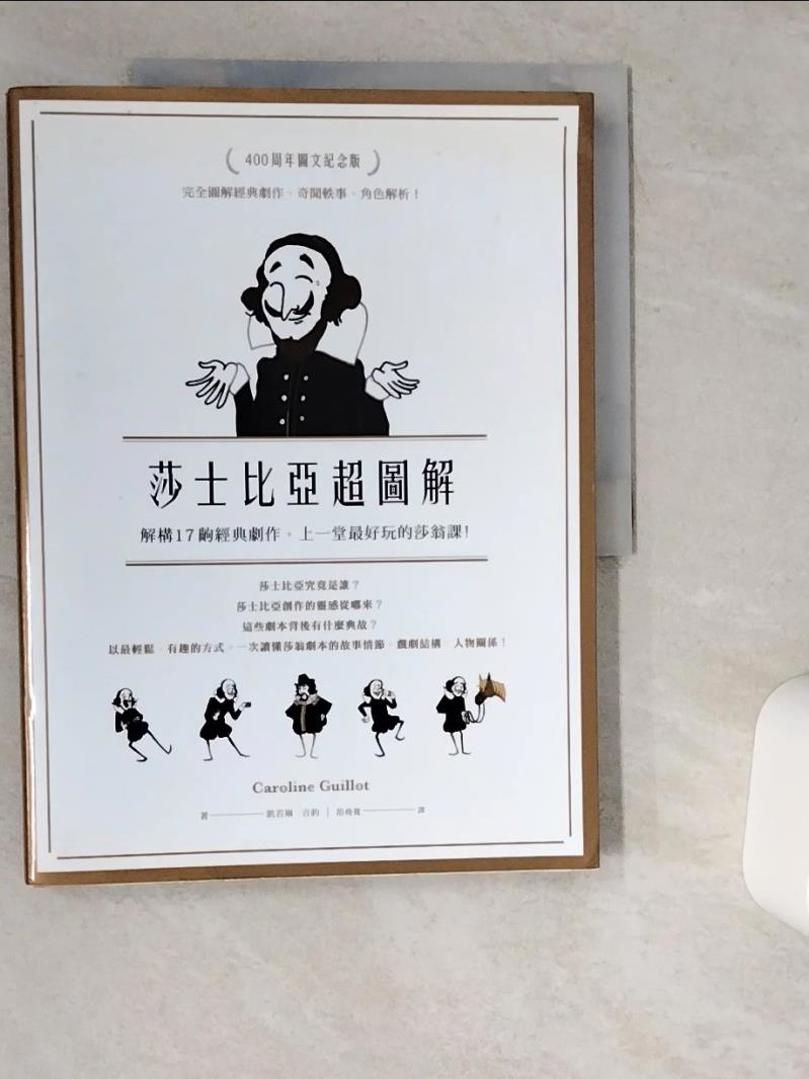 400周年圖文紀念版
完全圖解經典劇作、奇聞軼事、角色解析！
莎士比亞超圖解
解構17齣經典劇作，上一堂最好玩的莎翁課！
莎士比亞究竟是誰？
莎士比亞創作的靈感從哪來？
這些劇本背後有什麼典故？
以最輕鬆、有趣的方式，一次讀懂莎翁劇本的故事情節、戲劇結構、人物關係！
Caroline Guillot
著 凱若琳 吉約 | 譯